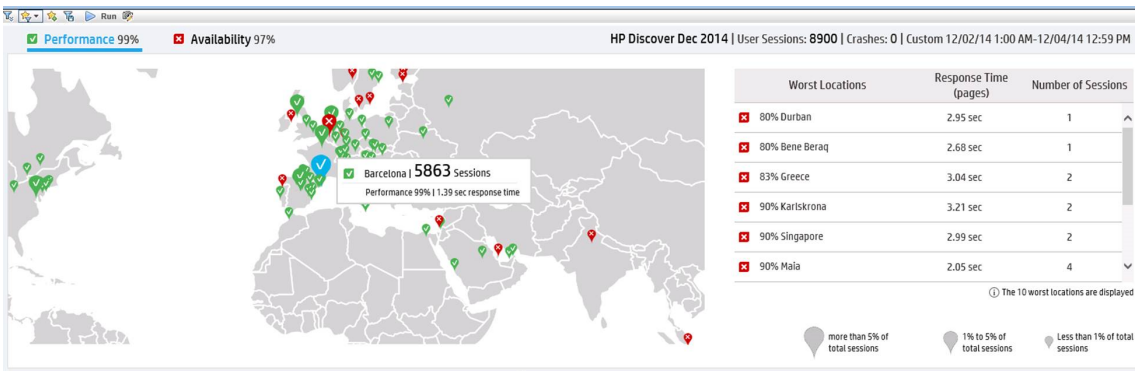 Run
Performance 99%
Availability 97%
HP Discover Dec 2014 | User Sessions: 8900 | Crashes: 0 | Custom 12/02/14 1:00 AM-12/04/14 12:59 PM
Barcelona | 5863 Sessions
Performance 99% | 1.39 sec response time
Worst Locations
Response Time
(pages)
Number of Sessions
80% Durban 2.95 sec 1
80% Bene Beraq 2.68 sec 1
83% Greece 3.04 sec 2
90% Karlskrona 3.21 sec 2
90% Singapore 2.99 sec 2
90% Maia 2.05 sec 4
The 10 worst locations are displayed
more than 5% of
total sessions
1% to 5% of
total sessions
Less than 1% of total
sessions